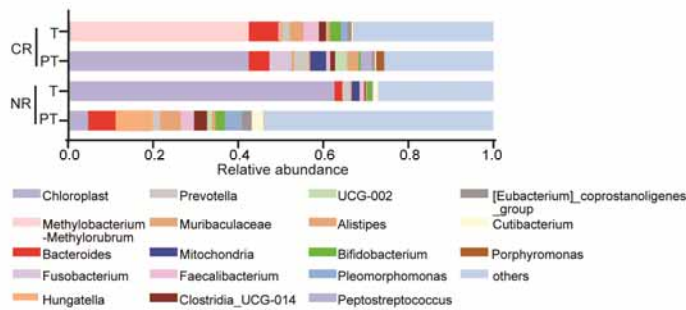 CR
T
PT
NR
T
PT
0.0 0.2 0.4 0.6 0.8 1.0
Relative abundance
Chloroplast Prevotella UCG-002 [Eubacterium]_coprostanoligenes
_group
Methylobacterium Muribaculaceae Alistipes Cutibacterium
-Methylorubrum
Bacteroides Mitochondria Bifidobacterium Porphyromonas
Fusobacterium Faecalibacterium Pleomorphomonas others
Hungatella Clostridia_UCG-014 Peptostreptococcus